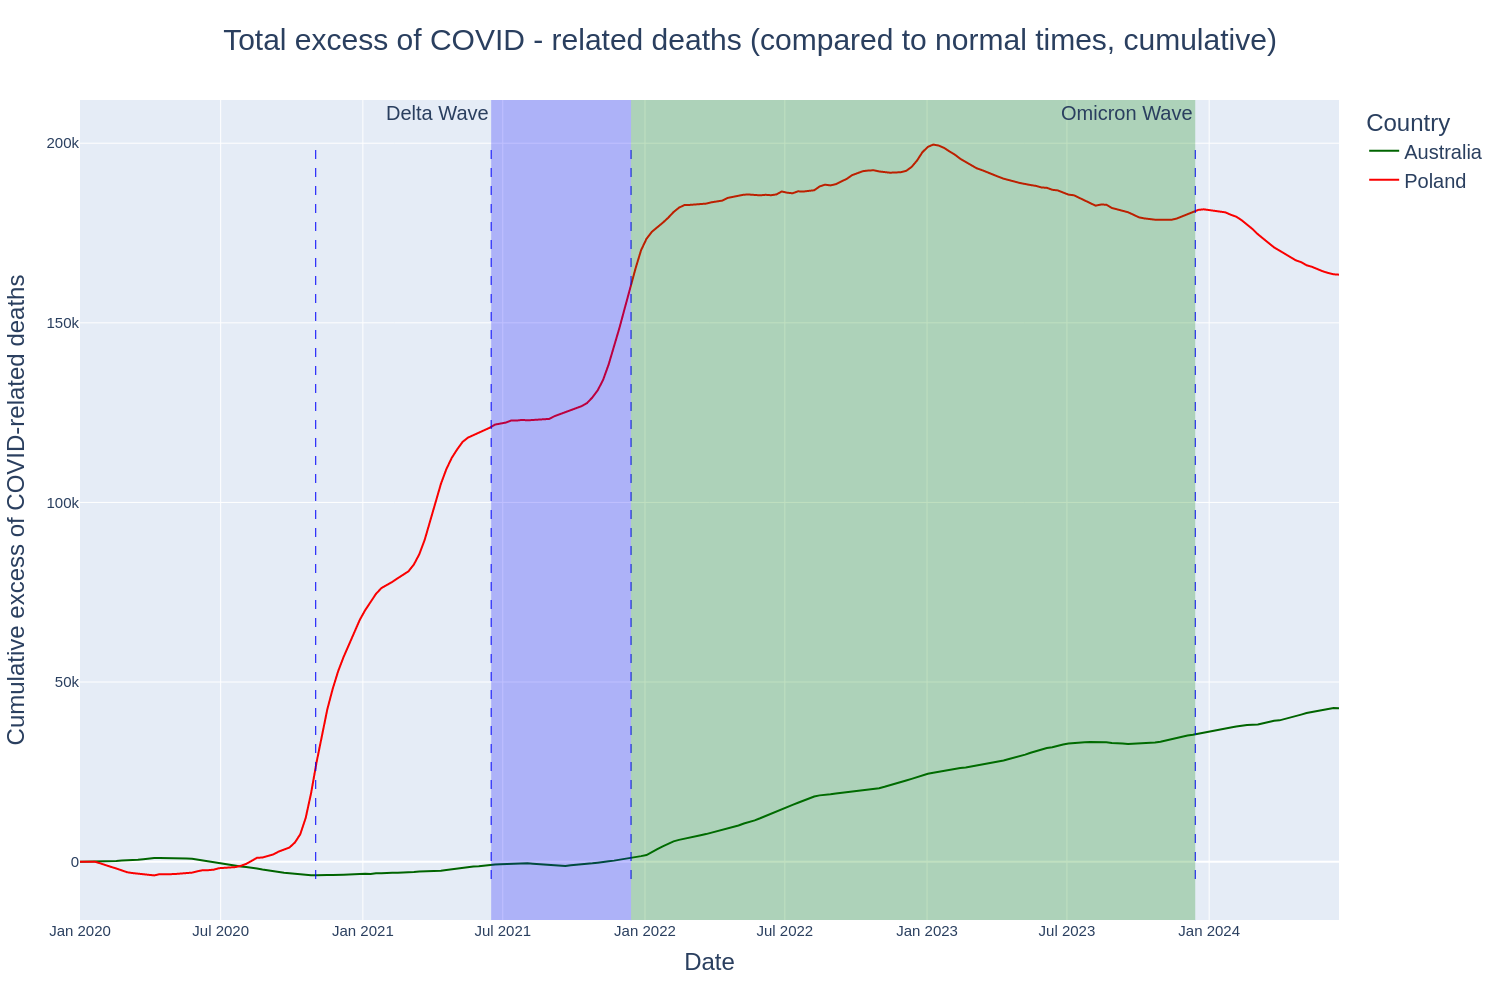 Total excess of COVID - related deaths (compared to normal times, cumulative)
Delta Wave
Omicron Wave
Country
Australia
Poland
Cumulative excess of COVID-related deaths
200k
150k
100k
50k
0
Jan 2020
Jul 2020
Jan 2021
Jul 2021
Jan 2022
Jul 2022
Jan 2023
Jul 2023
Jan 2024
Date